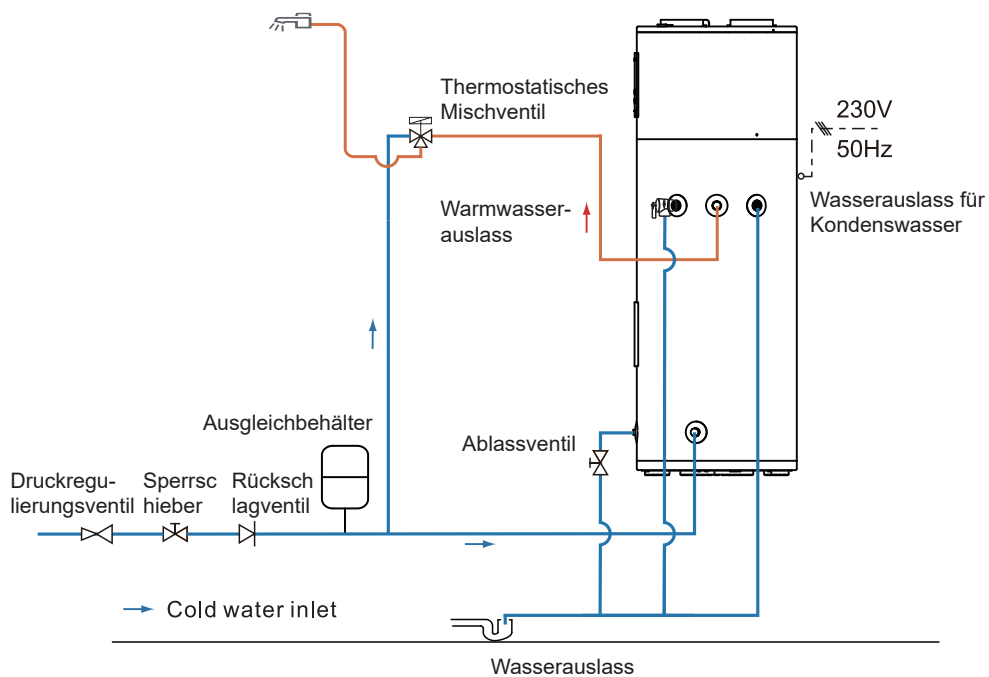 Thermostatisches
Mischventil
230V
50Hz
Warmwasser-
auslass
Wasserauslass für
Kondenswasser
Ausgleichbehälter
Ablassventil
Druckregu-
lierungsventil
Sperrsc
hieber
Rücksch
lagventil
Cold water inlet
Wasserauslass